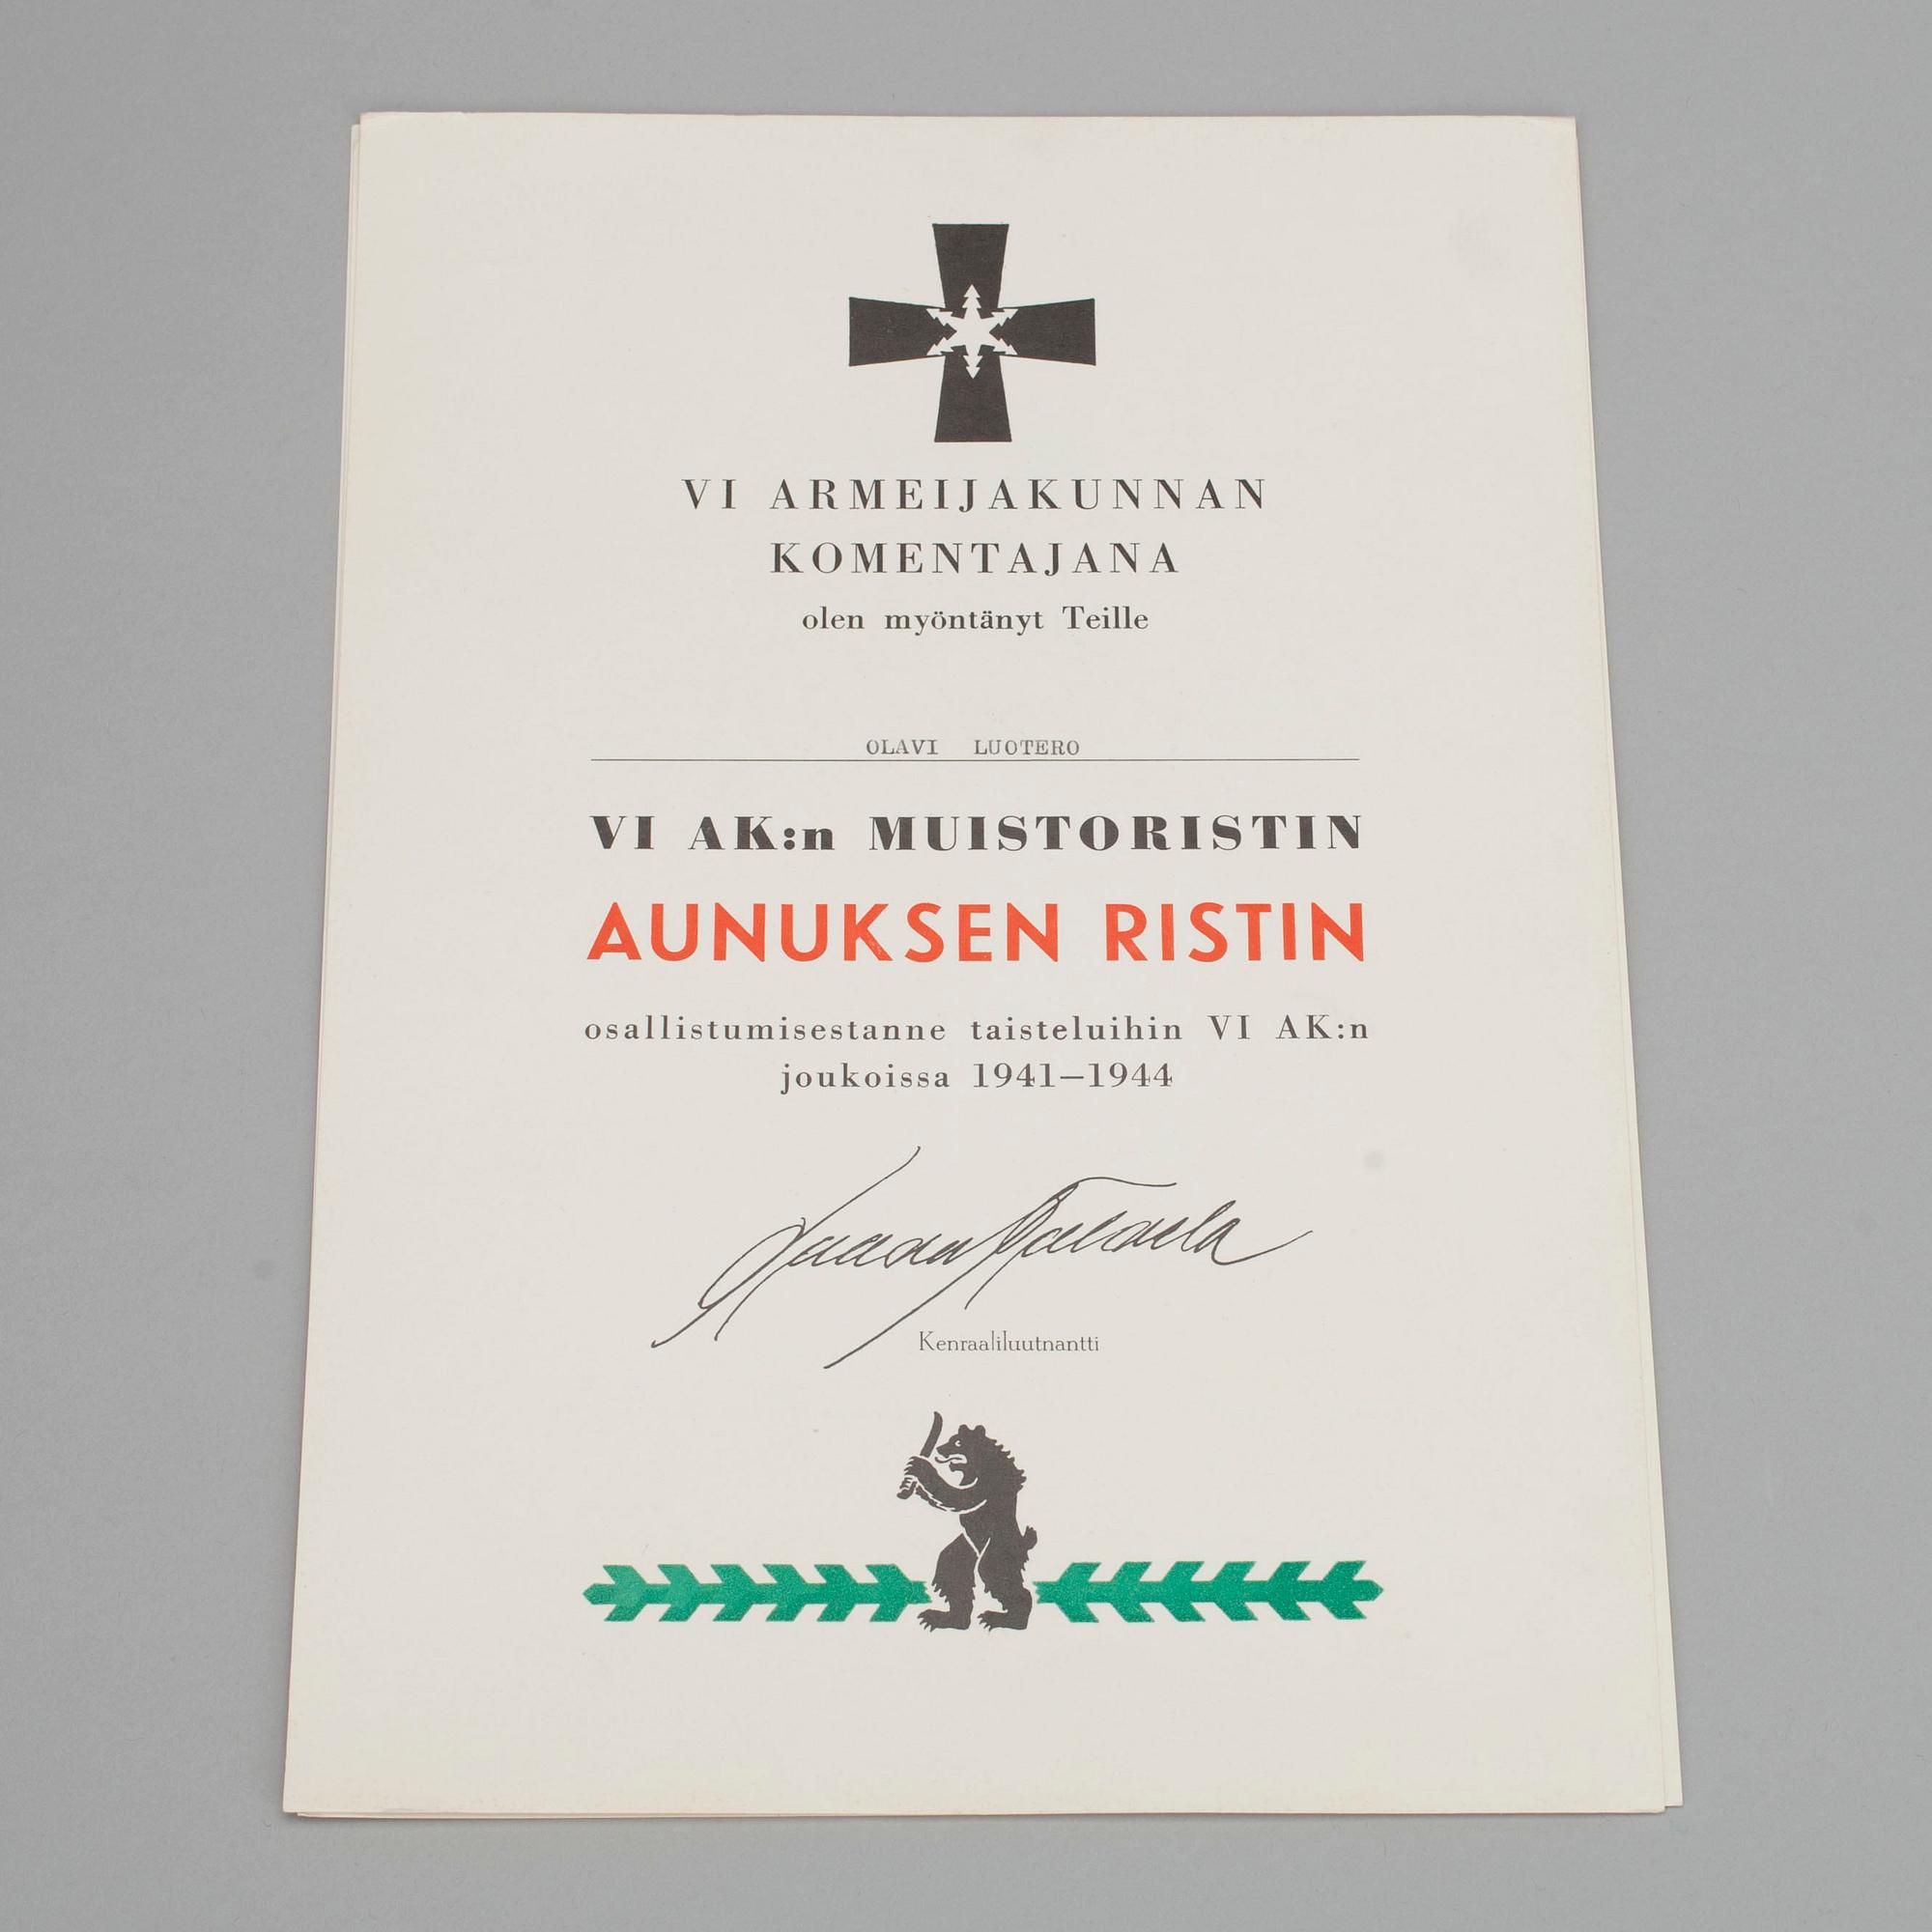 VI ARMEIJAKUNNAN
KOMENTAJANA
olen myöntänyt Teille
OLAVI LUOTERO
VI AK:n MUISTORISTIN
AUNUKSEN RISTIN
osallistumisestanne taisteluihin VI AK:n
joukoissa 1941—1944
Kenraaliluutnantti